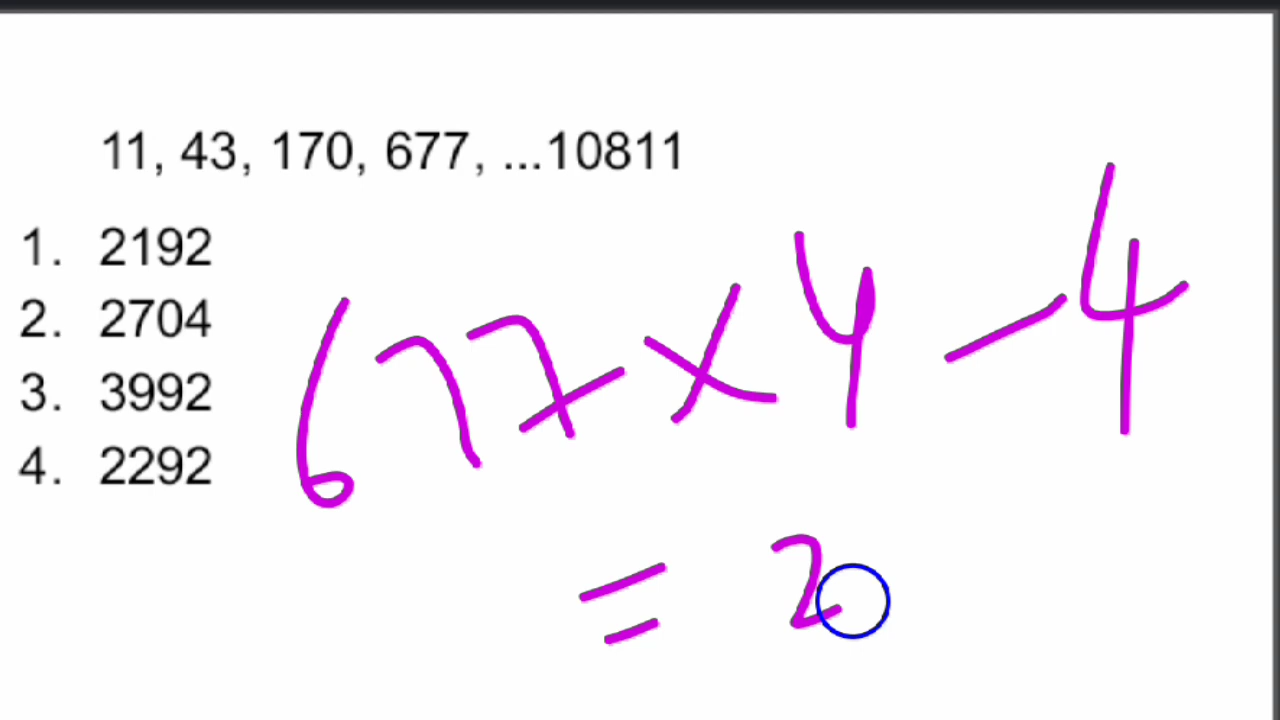 11, 43, 170, 677, ...10811
1. 2192
2. 2704
3. 3992
4. 2292
677 x 4 - 4
= 2